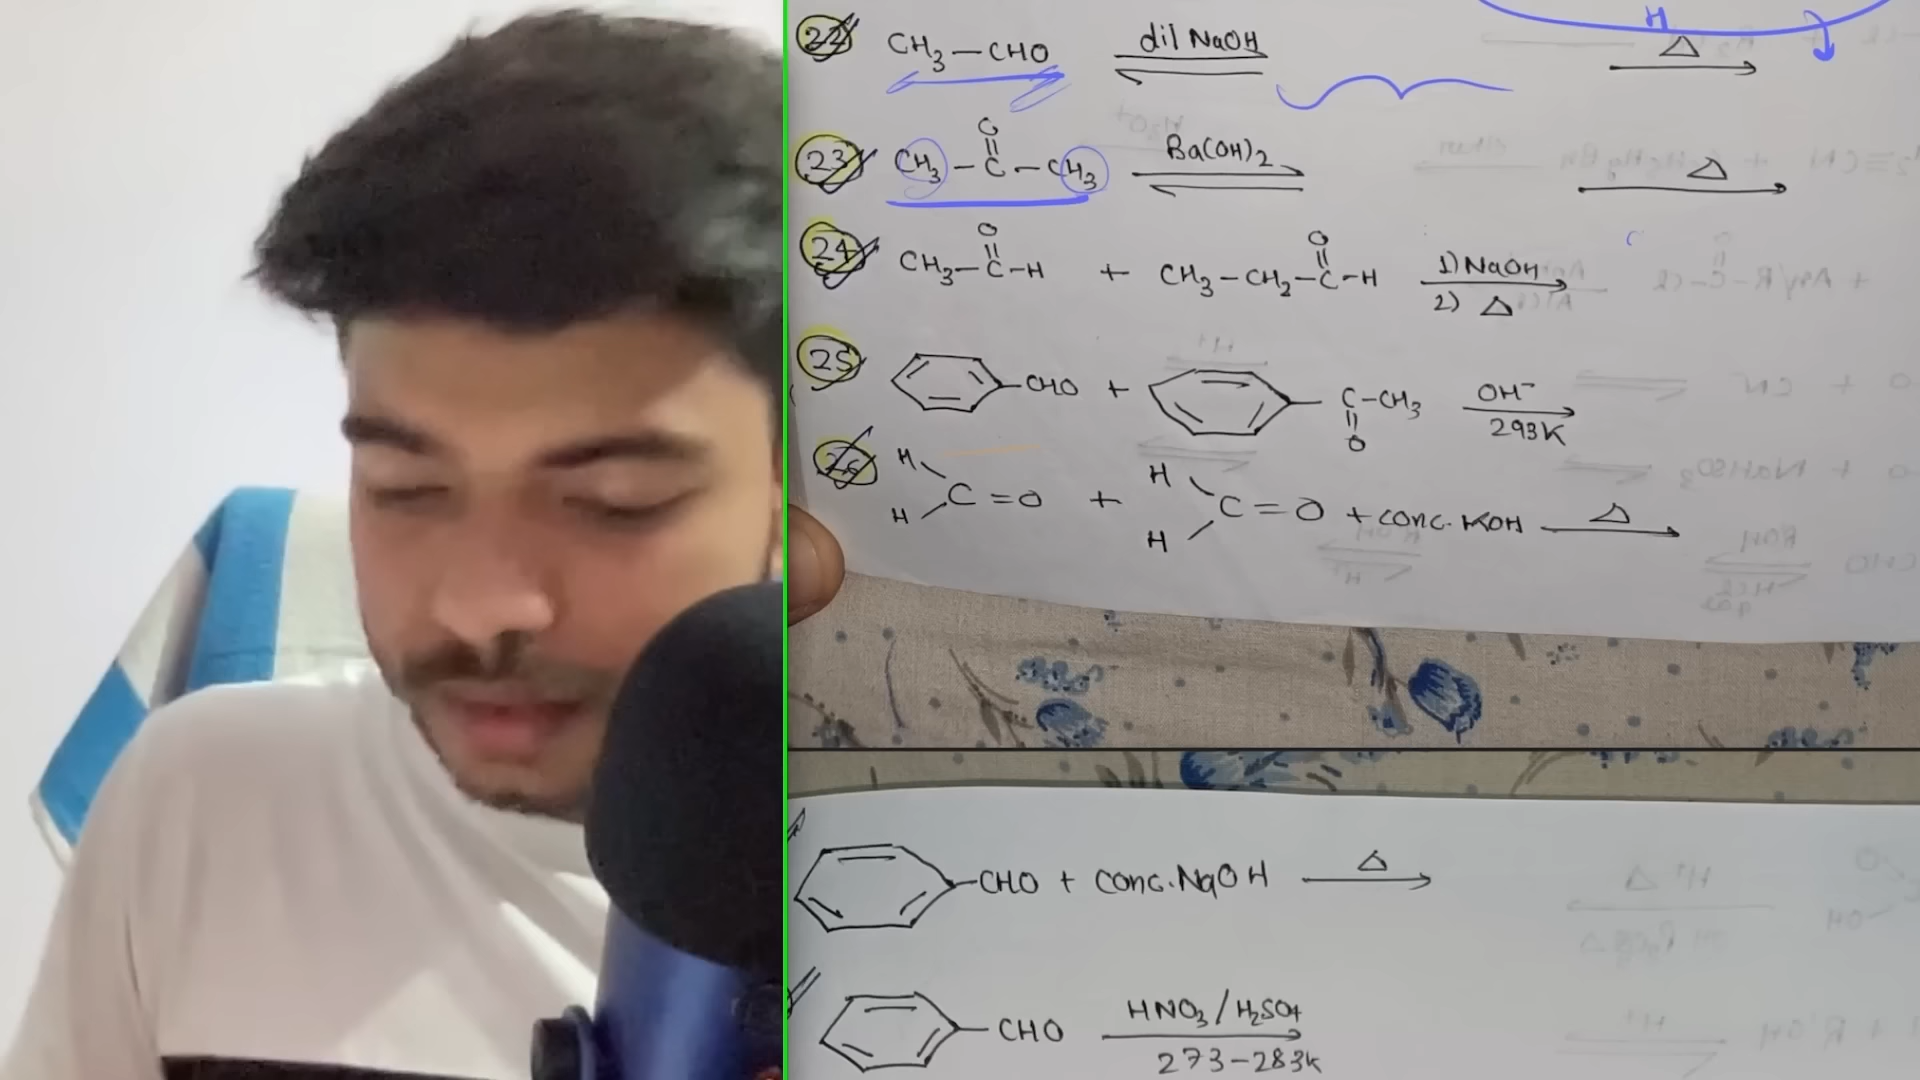 H
22 CH3—CHO dil NaOH ⇌ Δ →
O
23 CH3—C—CH3 Ba(OH)2 ⇌ Δ →
O O
24 CH3—C—H + CH3—CH2—C—H 1) NaOH →
2) Δ
25 CHO + C—CH3 OH⁻ →
O 293K
26 H H
C=O + C=O + conc. KOH Δ →
H H
CHO + conc. NaOH Δ →
CHO HNO3/H2SO4 →
273-283k